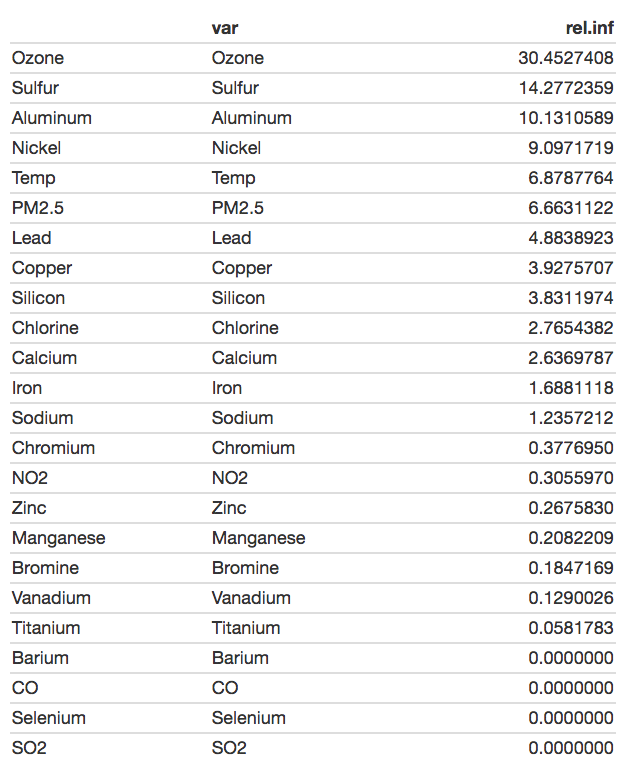 var rel.inf
Ozone Ozone 30.4527408
Sulfur Sulfur 14.2772359
Aluminum Aluminum 10.1310589
Nickel Nickel 9.0971719
Temp Temp 6.8787764
PM2.5 PM2.5 6.6631122
Lead Lead 4.8838923
Copper Copper 3.9275707
Silicon Silicon 3.8311974
Chlorine Chlorine 2.7654382
Calcium Calcium 2.6369787
Iron Iron 1.6881118
Sodium Sodium 1.2357212
Chromium Chromium 0.3776950
NO2 NO2 0.3055970
Zinc Zinc 0.2675830
Manganese Manganese 0.2082209
Bromine Bromine 0.1847169
Vanadium Vanadium 0.1290026
Titanium Titanium 0.0581783
Barium Barium 0.0000000
CO CO 0.0000000
Selenium Selenium 0.0000000
SO2 SO2 0.0000000